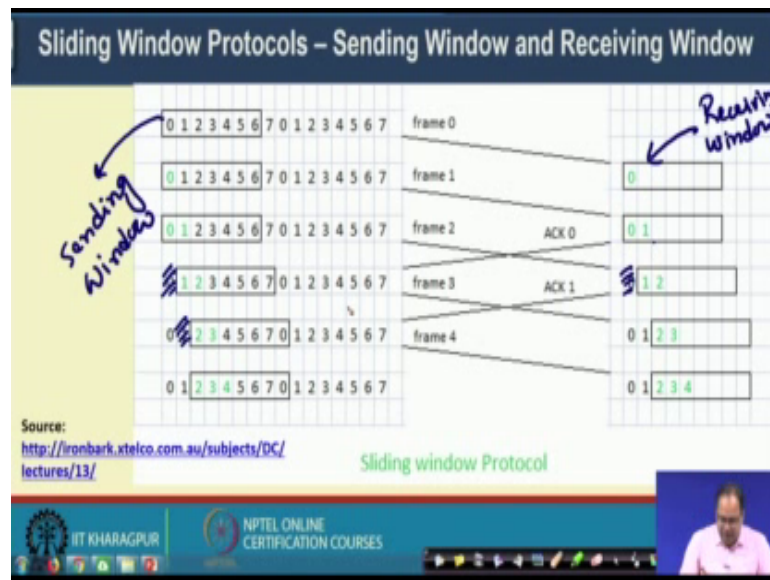 Sliding Window Protocols – Sending Window and Receiving Window
0 1 2 3 4 5 6 7 0 1 2 3 4 5 6 7 frame 0
Receiving
Window
0 1 2 3 4 5 6 7 0 1 2 3 4 5 6 7 frame 1 0
Sending
Window
0 1 2 3 4 5 6 7 0 1 2 3 4 5 6 7 frame 2 ACK 0 0 1
1 2 3 4 5 6 7 0 1 2 3 4 5 6 7 frame 3 ACK 1 1 2
0 2 3 4 5 6 7 0 1 2 3 4 5 6 7 frame 4 0 1 2 3
0 1 2 3 4 5 6 7 0 1 2 3 4 5 6 7 0 1 2 3 4
Source:
http://ironbark.xtelco.com.au/subjects/DC/
lectures/13/
Sliding window Protocol
IIT KHARAGPUR
NPTEL ONLINE
CERTIFICATION COURSES